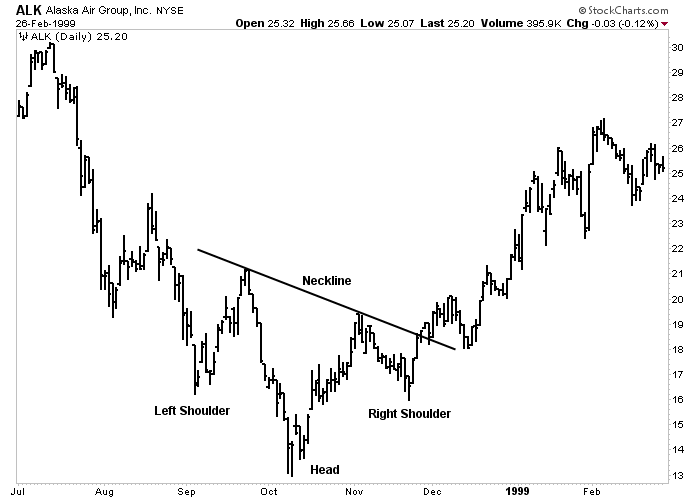 ALK Alaska Air Group, Inc. NYSE
© StockCharts.com
26-Feb-1999
Open 25.32 High 25.66 Low 25.07 Last 25.20 Volume 395.9K Chg -0.03 (-0.12%)
ALK (Daily) 25.20
30
29
28
27
26
25
24
23
22
21
20
19
18
17
16
15
14
13
Neckline
Left Shoulder
Right Shoulder
Head
Jul Aug Sep Oct Nov Dec 1999 Feb